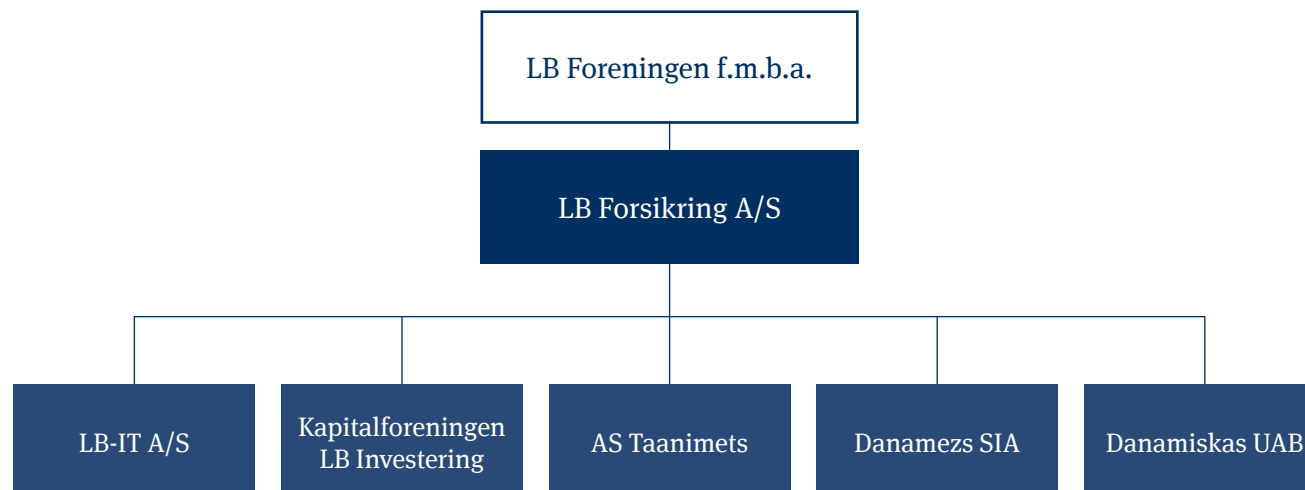 LB Foreningen f.m.b.a.
LB Forsikring A/S
LB-IT A/S
Kapitalforeningen
LB Investering
AS Taanimets
Danamezs SIA
Danamiskas UAB